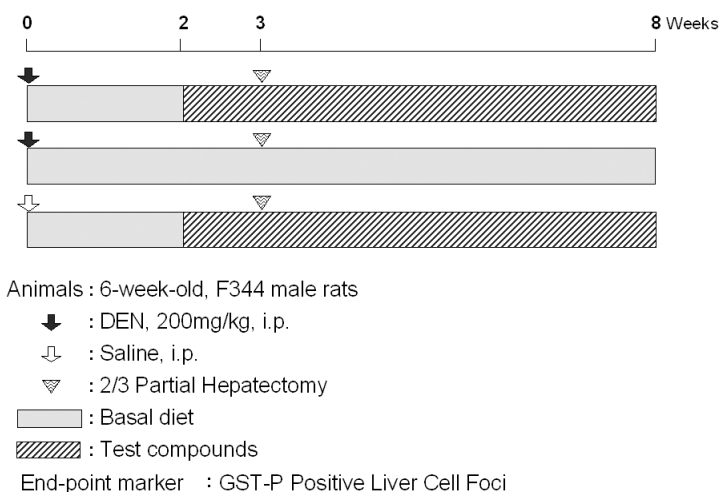 0 2 3 8 Weeks
Animals : 6-week-old, F344 male rats
: DEN, 200mg/kg, i.p.
: Saline, i.p.
: 2/3 Partial Hepatectomy
: Basal diet
: Test compounds
End-point marker : GST-P Positive Liver Cell Foci